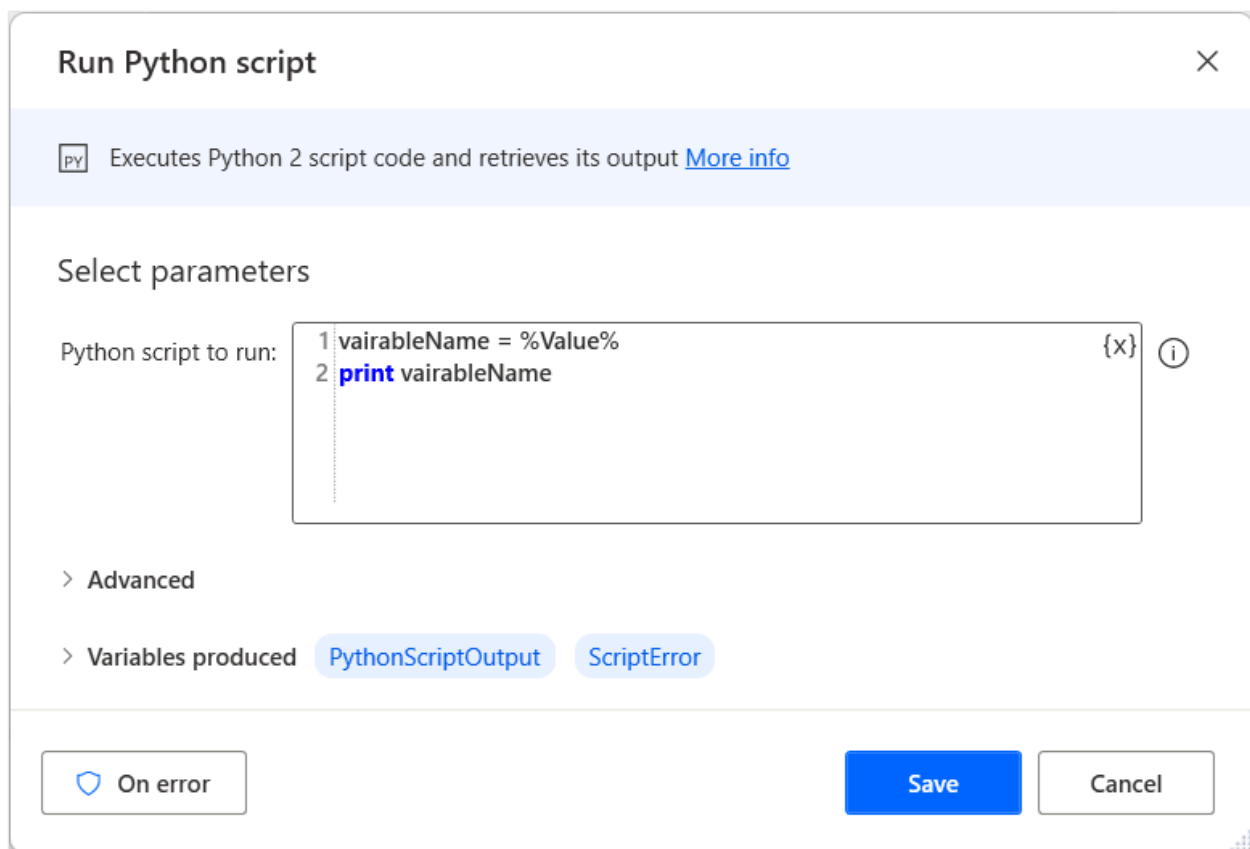 Run Python script
PY Executes Python 2 script code and retrieves its output More info
Select parameters
Python script to run:
1 vairableName = %Value%
2 print vairableName
{x}
Advanced
Variables produced PythonScriptOutput ScriptError
On error Save Cancel